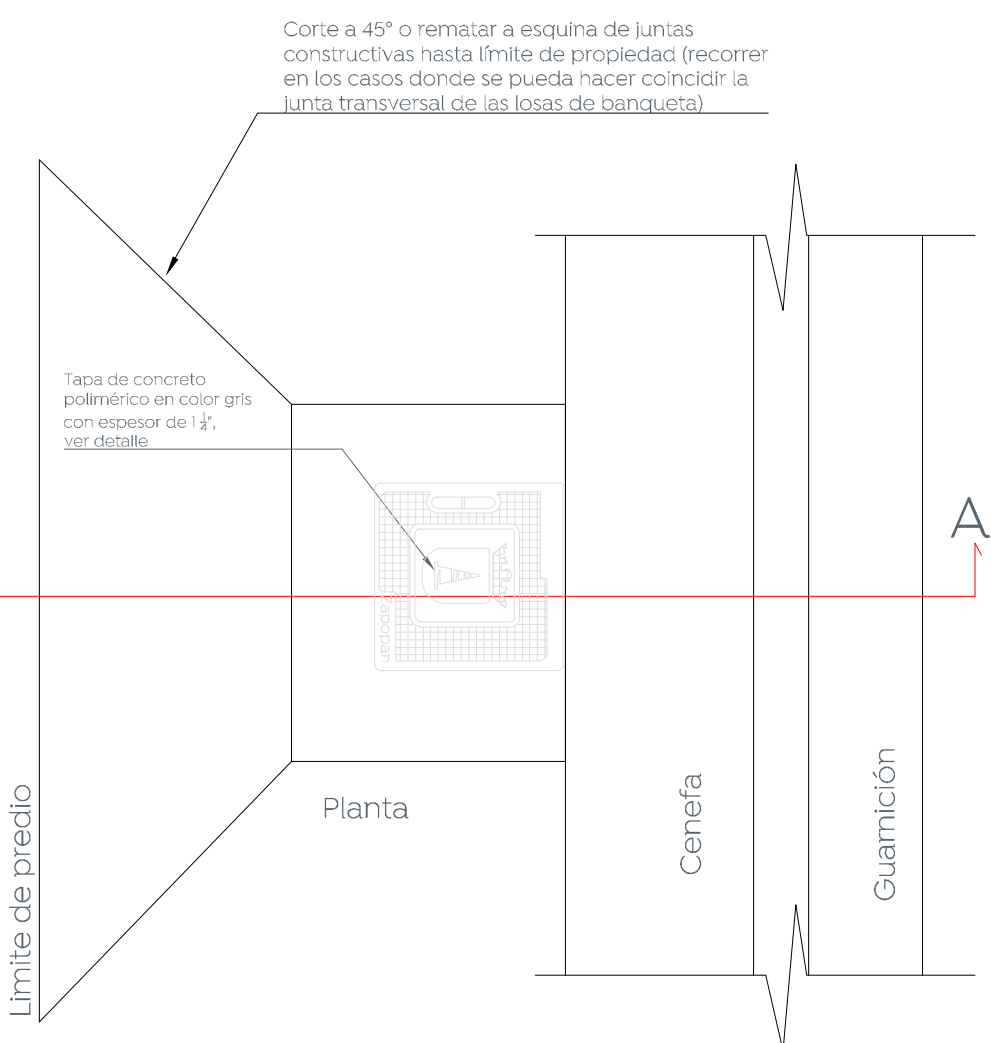 Corte a 45° o rematar a esquina de juntas
constructivas hasta límite de propiedad (recorrer
en los casos donde se pueda hacer coincidir la
junta transversal de las losas de banqueta)
Tapa de concreto
polimérico en color gris
con espesor de 1 1/4",
ver detalle
A
Zapopan
Planta
Cenefa
Guarnición
Limite de predio